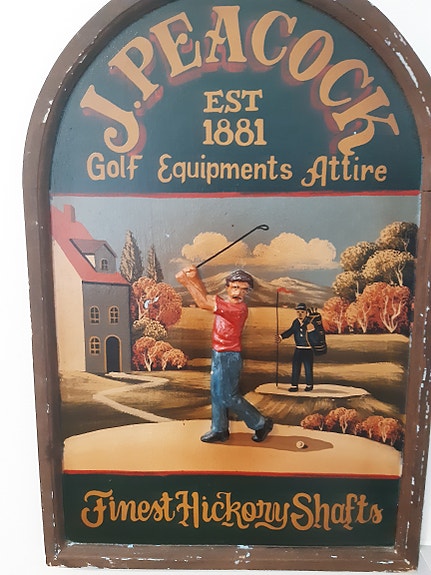 J. PEACOCK
EST
1881
Golf Equipments Attire
Finest Hickory Shafts